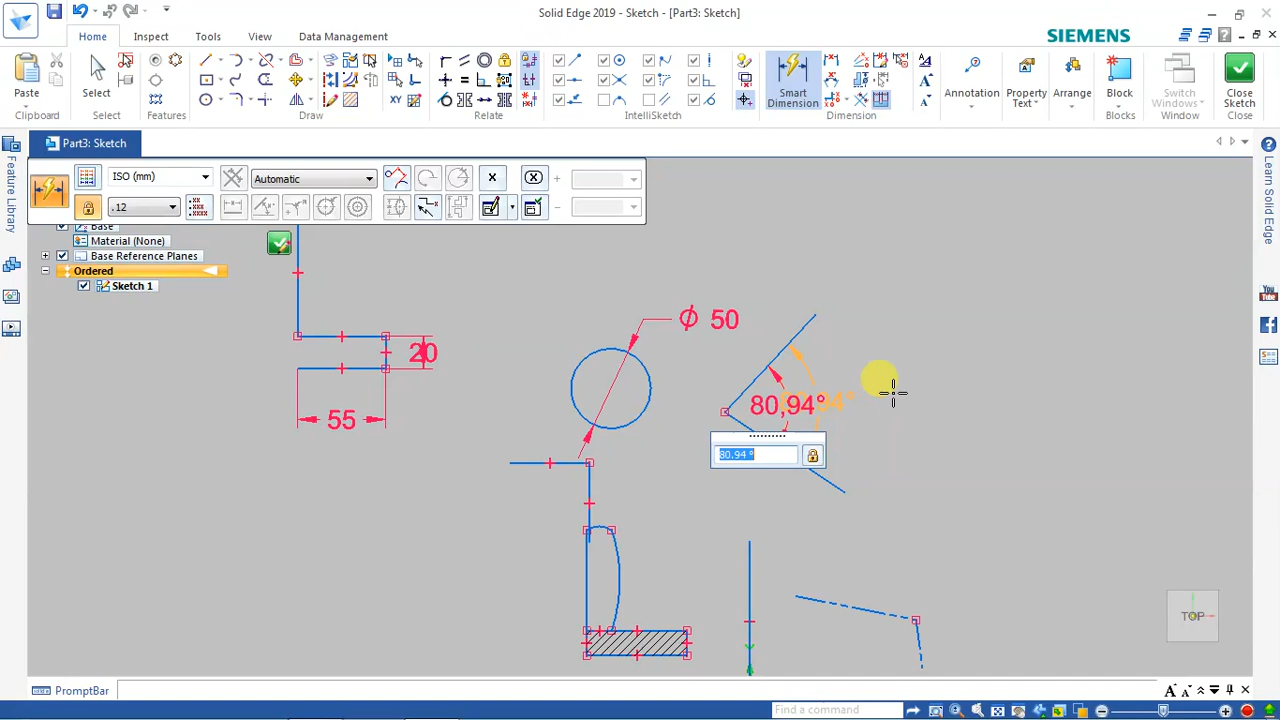 Solid Edge 2019 - Sketch - [Part3: Sketch]
Home
Inspect
Tools
View
Data Management
SIEMENS
Paste
Select
Smart
Dimension
Annotation
Property
Text
Arrange
Block
Switch
Windows
Close
Sketch
Clipboard
Select
Features
Draw
Relate
IntelliSketch
Dimension
Blocks
Window
Close
Part3: Sketch
ISO (mm)
Automatic
.12
Feature Library
Learn Solid Edge
Base
Material (None)
Base Reference Planes
Ordered
Sketch 1
ϕ 50
20
55
80,94°
80.94 °
TOP
You
Tube
PromptBar
Find a command